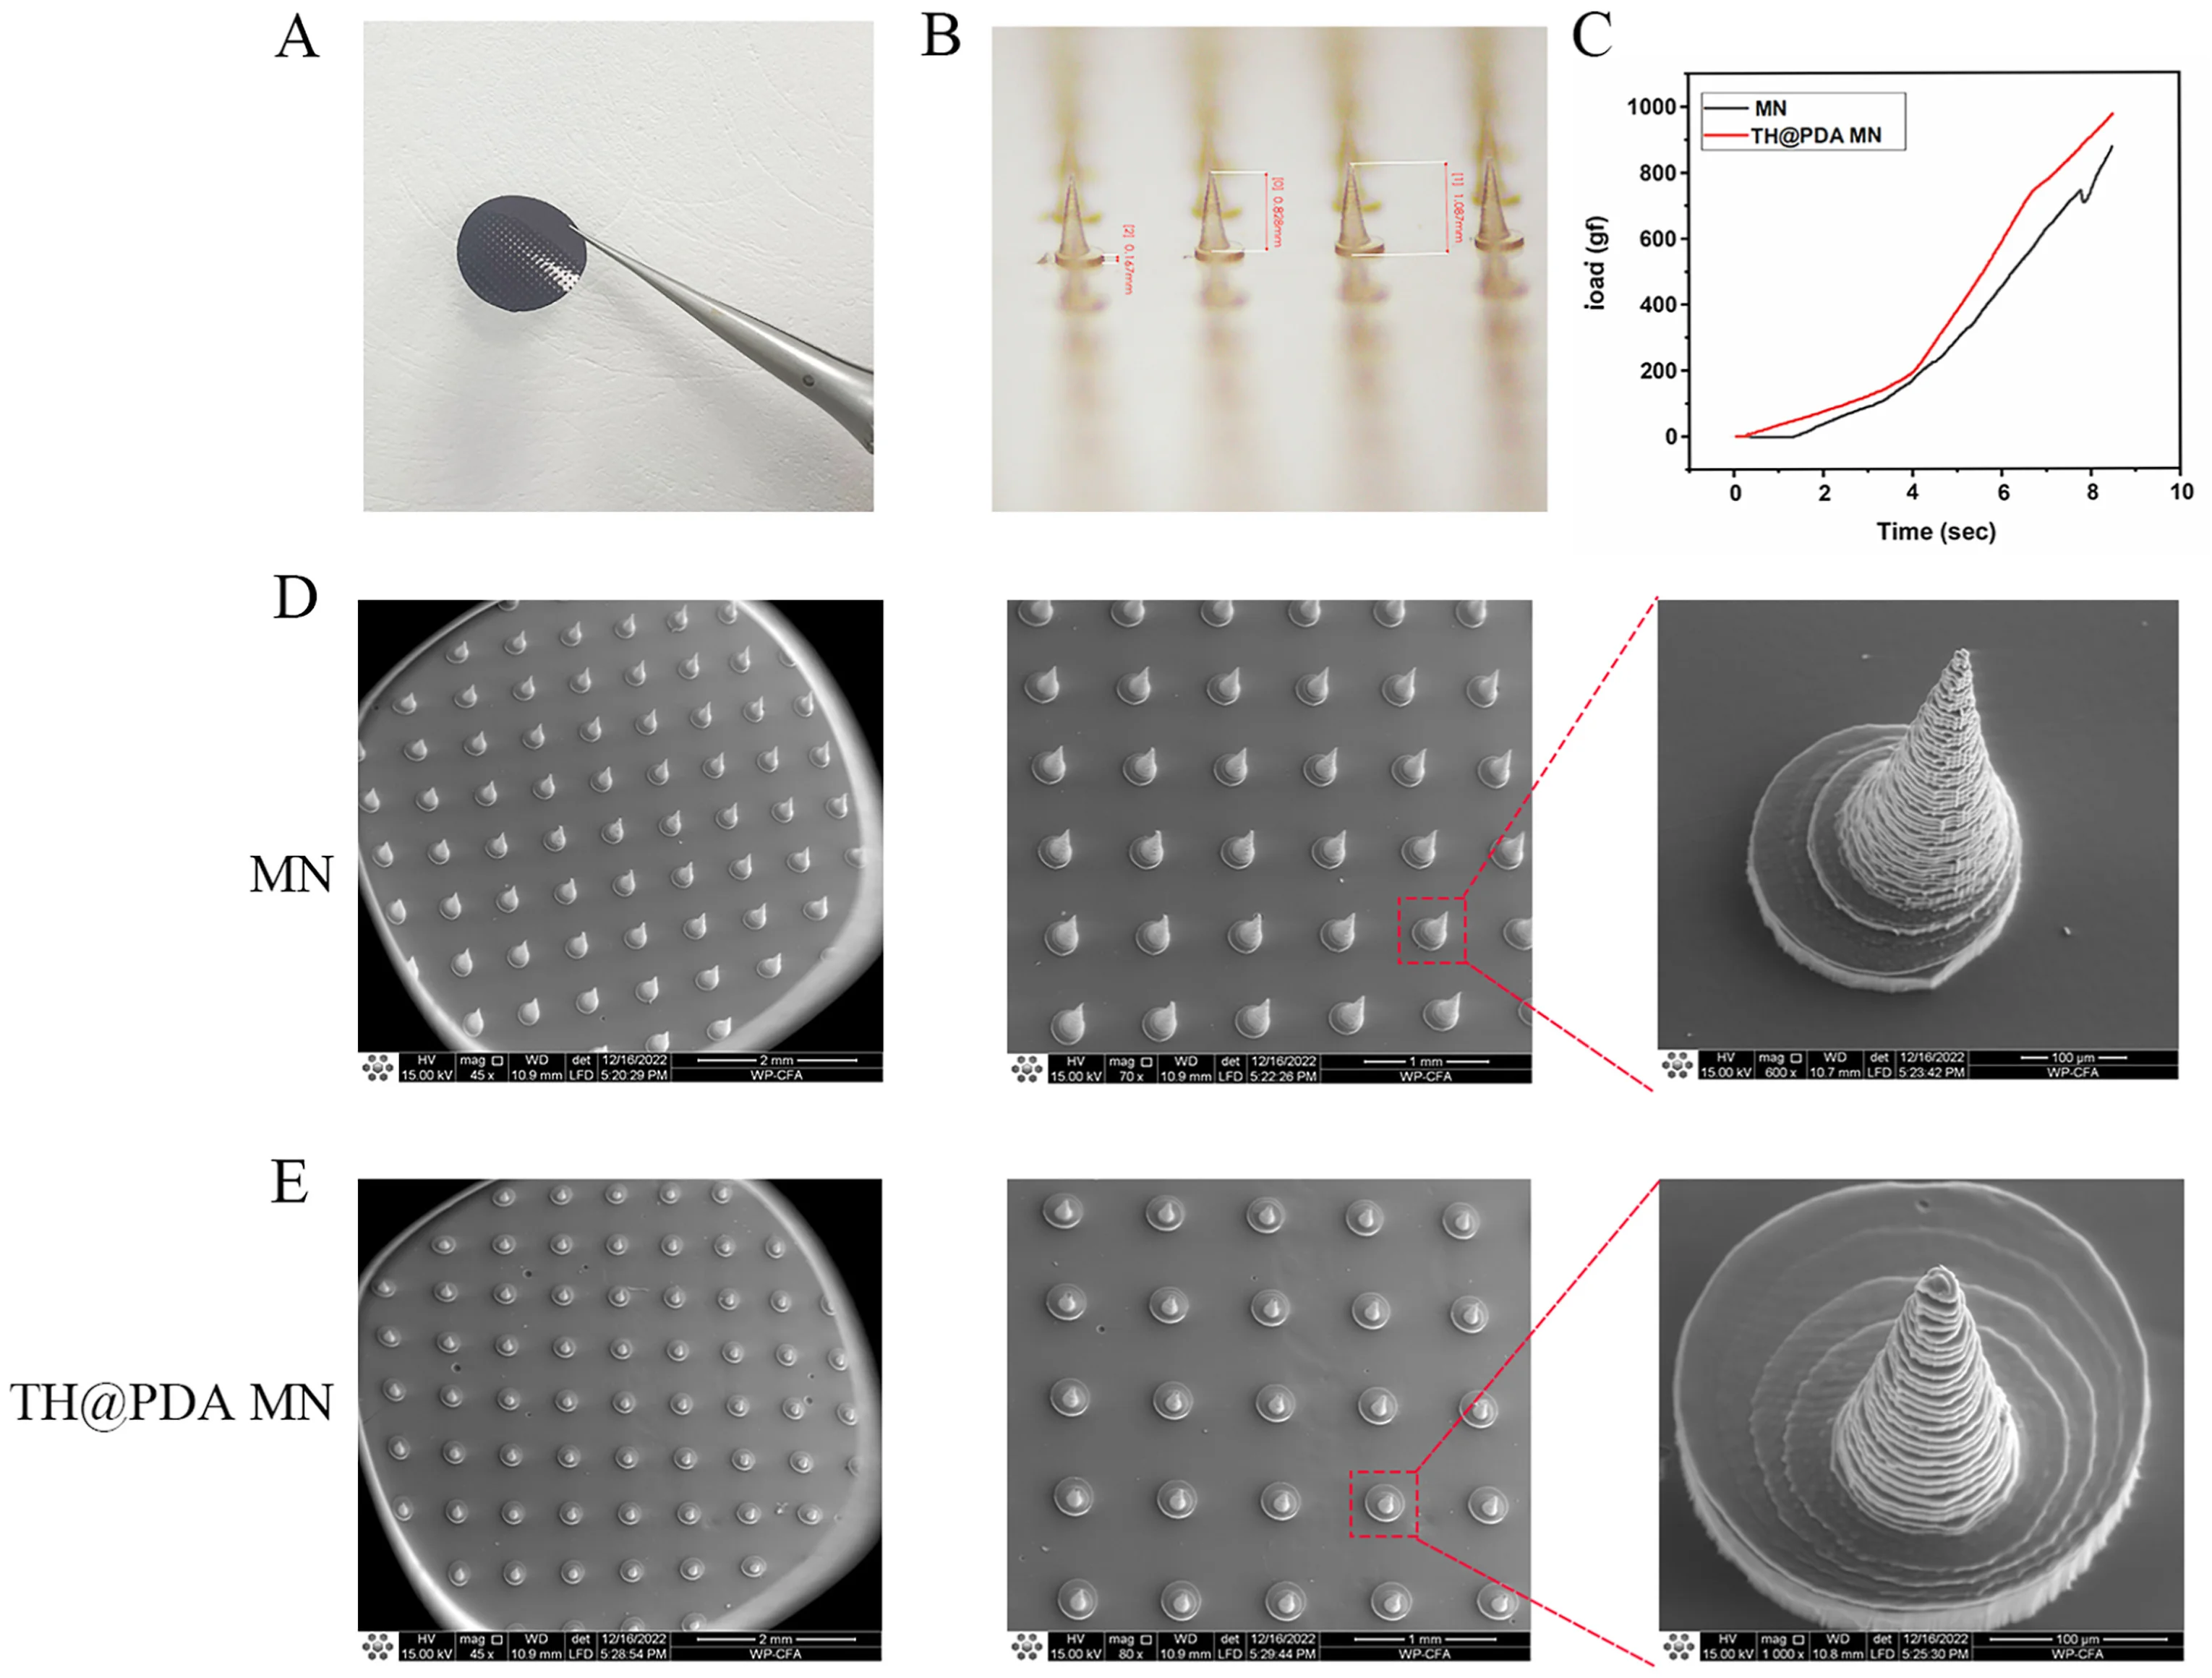 A
B
C
[2] 0.167mm
[0] 0.828mm
[1] 1.087mm
MN
TH@PDA MN
1000
800
600
400
200
0
ioad (gf)
0 2 4 6 8 10
Time (sec)
D
MN
HV mag WD det 12/16/2022 2 mm
15.00 kV 45 x 10.9 mm LFD 5:20:29 PM WP-CFA
HV mag WD det 12/16/2022 1 mm
15.00 kV 70 x 10.9 mm LFD 5:22:26 PM WP-CFA
HV mag WD det 12/16/2022 100 µm
15.00 kV 600 x 10.7 mm LFD 5:23:42 PM WP-CFA
E
TH@PDA MN
HV mag WD det 12/16/2022 2 mm
15.00 kV 45 x 10.9 mm LFD 5:28:54 PM WP-CFA
HV mag WD det 12/16/2022 1 mm
15.00 kV 80 x 10.9 mm LFD 5:29:44 PM WP-CFA
HV mag WD det 12/16/2022 100 µm
15.00 kV 1 000 x 10.8 mm LFD 5:25:30 PM WP-CFA